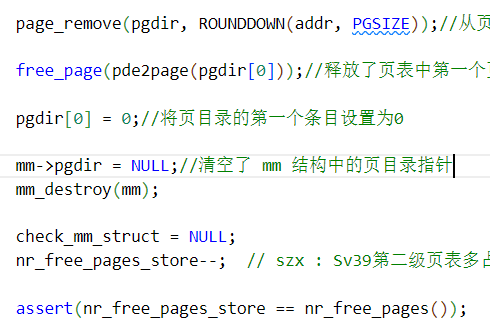 page_remove(pgdir, ROUNDDOWN(addr, PGSIZE));//从页
free_page(pde2page(pgdir[0]));//释放了页表中第一个
pgdir[0] = 0;//将页目录的第一个条目设置为0
mm->pgdir = NULL;//清空了 mm 结构中的页目录指针
mm_destroy(mm);
check_mm_struct = NULL;
nr_free_pages_store--;  // szx : Sv39第二级页表多占
assert(nr_free_pages_store == nr_free_pages());